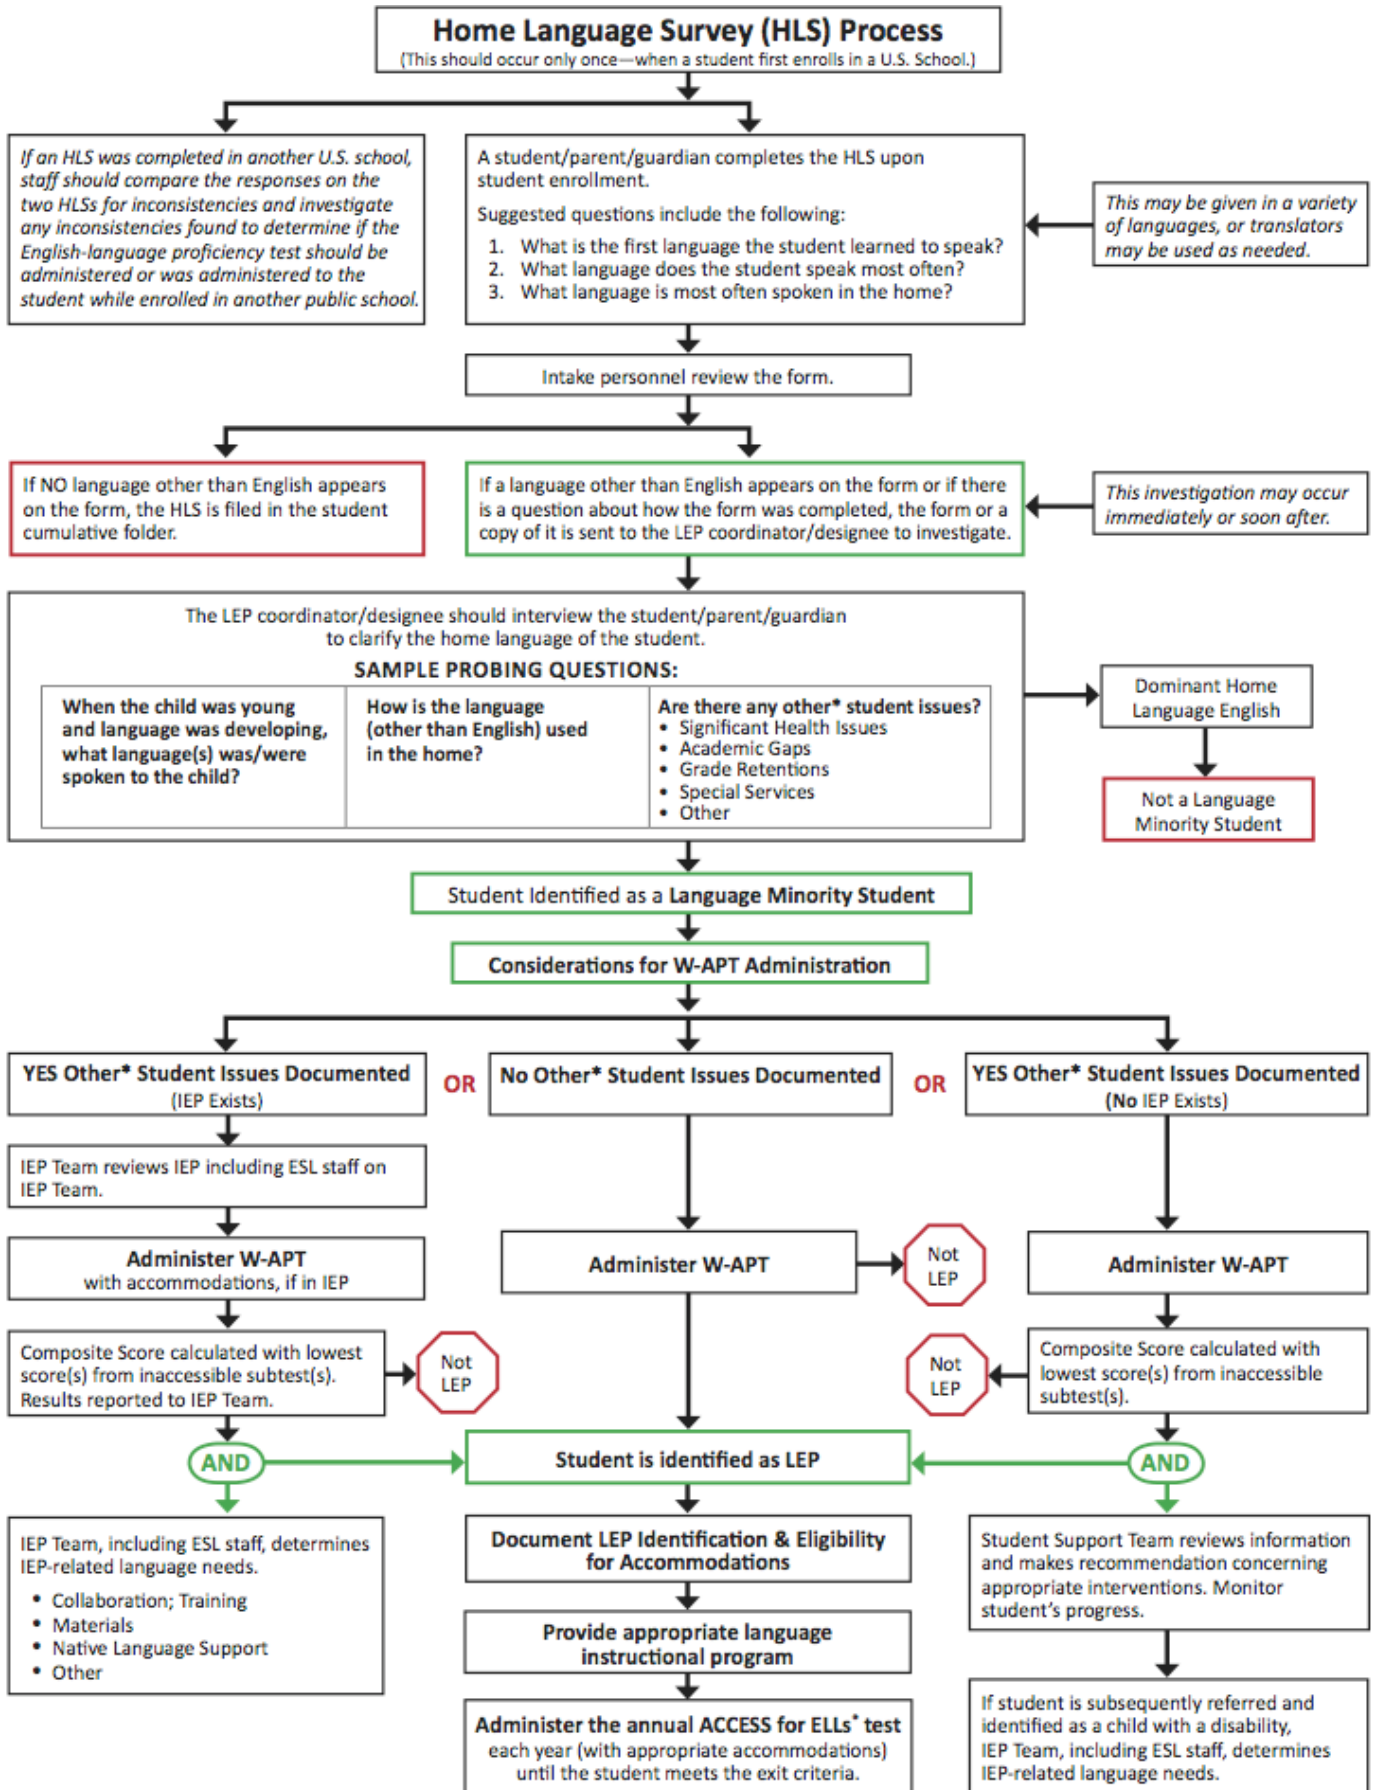 Home Language Survey (HLS) Process
(This should occur only once—when a student first enrolls in a U.S. School.)
If an HLS was completed in another U.S. school,
staff should compare the responses on the
two HLSs for inconsistencies and investigate
any inconsistencies found to determine if the
English-language proficiency test should be
administered or was administered to the
student while enrolled in another public school.
A student/parent/guardian completes the HLS upon
student enrollment.
Suggested questions include the following:
1. What is the first language the student learned to speak?
2. What language does the student speak most often?
3. What language is most often spoken in the home?
This may be given in a variety
of languages, or translators
may be used as needed.
Intake personnel review the form.
If NO language other than English appears
on the form, the HLS is filed in the student
cumulative folder.
If a language other than English appears on the form or if there
is a question about how the form was completed, the form or a
copy of it is sent to the LEP coordinator/designee to investigate.
This investigation may occur
immediately or soon after.
The LEP coordinator/designee should interview the student/parent/guardian
to clarify the home language of the student.
SAMPLE PROBING QUESTIONS:
When the child was young
and language was developing,
what language(s) was/were
spoken to the child?
How is the language
(other than English) used
in the home?
Are there any other* student issues?
• Significant Health Issues
• Academic Gaps
• Grade Retentions
• Special Services
• Other
Dominant Home
Language English
Not a Language
Minority Student
Student Identified as a Language Minority Student
Considerations for W-APT Administration
YES Other* Student Issues Documented
(IEP Exists)
OR
No Other* Student Issues Documented
OR
YES Other* Student Issues Documented
(No IEP Exists)
IEP Team reviews IEP including ESL staff on
IEP Team.
Administer W-APT
with accommodations, if in IEP
Administer W-APT
Not
LEP
Administer W-APT
Composite Score calculated with lowest
score(s) from inaccessible subtest(s).
Results reported to IEP Team.
Not
LEP
Not
LEP
Composite Score calculated with
lowest score(s) from inaccessible
subtest(s).
AND
Student is identified as LEP
AND
IEP Team, including ESL staff, determines
IEP-related language needs.
• Collaboration; Training
• Materials
• Native Language Support
• Other
Document LEP Identification & Eligibility
for Accommodations
Provide appropriate language
instructional program
Administer the annual ACCESS for ELLs* test
each year (with appropriate accommodations)
until the student meets the exit criteria.
Student Support Team reviews information
and makes recommendation concerning
appropriate interventions. Monitor
student's progress.
If student is subsequently referred and
identified as a child with a disability,
IEP Team, including ESL staff, determines
IEP-related language needs.